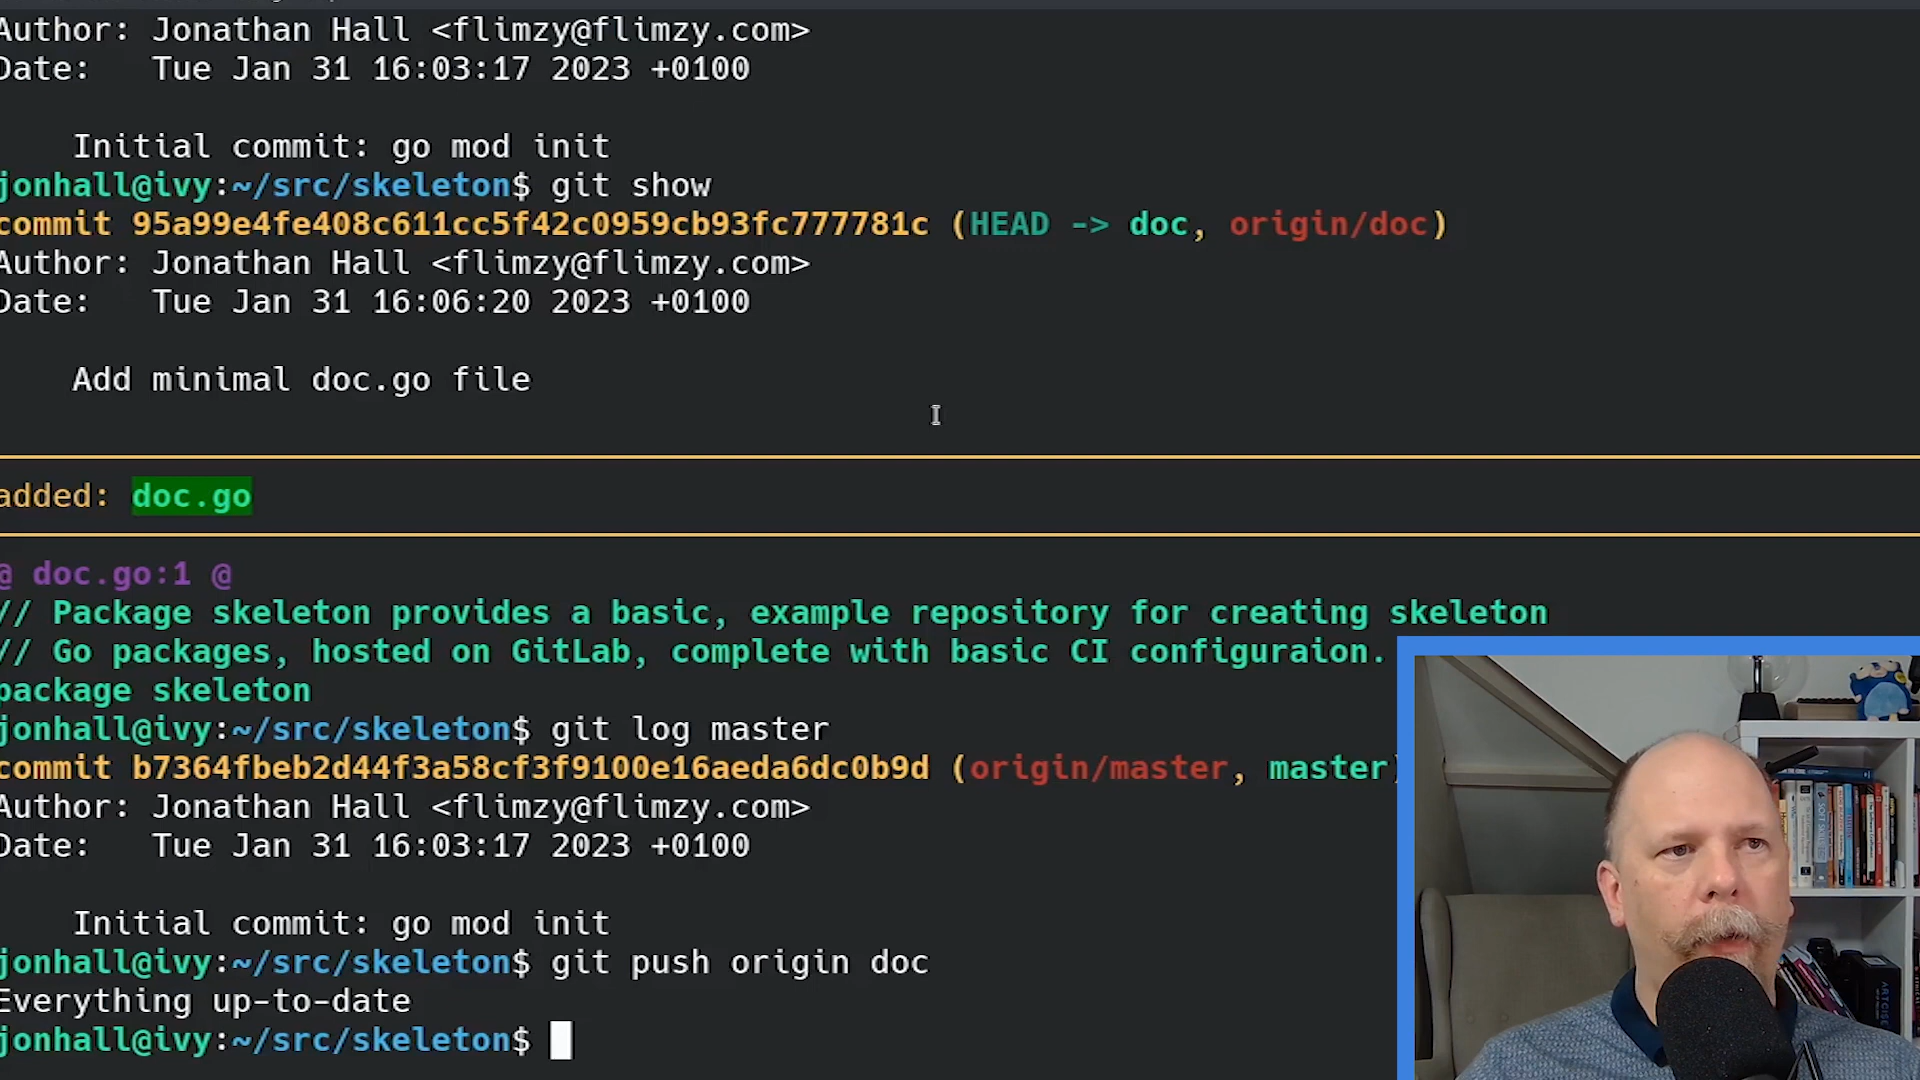 Author: Jonathan Hall <flimzy@flimzy.com>
Date:   Tue Jan 31 16:03:17 2023 +0100
    Initial commit: go mod init
jonhall@ivy:~/src/skeleton$ git show
commit 95a99e4fe408c611cc5f42c0959cb93fc777781c (HEAD -> doc, origin/doc)
Author: Jonathan Hall <flimzy@flimzy.com>
Date:   Tue Jan 31 16:06:20 2023 +0100
    Add minimal doc.go file
added: doc.go
@ doc.go:1 @
// Package skeleton provides a basic, example repository for creating skeleton
// Go packages, hosted on GitLab, complete with basic CI configuraion.
package skeleton
jonhall@ivy:~/src/skeleton$ git log master
commit b7364fbeb2d44f3a58cf3f9100e16aeda6dc0b9d (origin/master, master)
Author: Jonathan Hall <flimzy@flimzy.com>
Date:   Tue Jan 31 16:03:17 2023 +0100
    Initial commit: go mod init
jonhall@ivy:~/src/skeleton$ git push origin doc
Everything up-to-date
jonhall@ivy:~/src/skeleton$